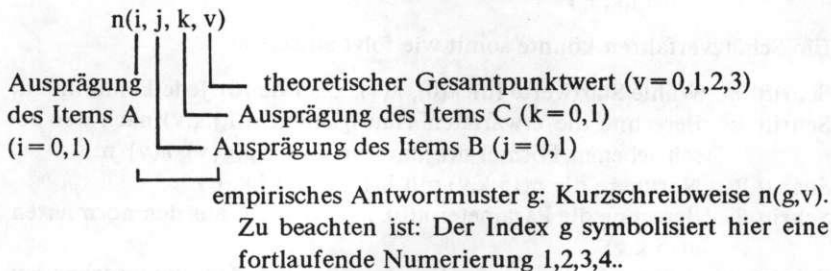 n(i, j, k, v)
Ausprägung
des Items A
(i = 0,1)
theoretischer Gesamtpunktwert (v = 0,1,2,3)
Ausprägung des Items C (k = 0,1)
Ausprägung des Items B (j = 0,1)
empirisches Antwortmuster g: Kurzschreibweise n(g,v).
Zu beachten ist: Der Index g symbolisiert hier eine
fortlaufende Numerierung 1,2,3,4..